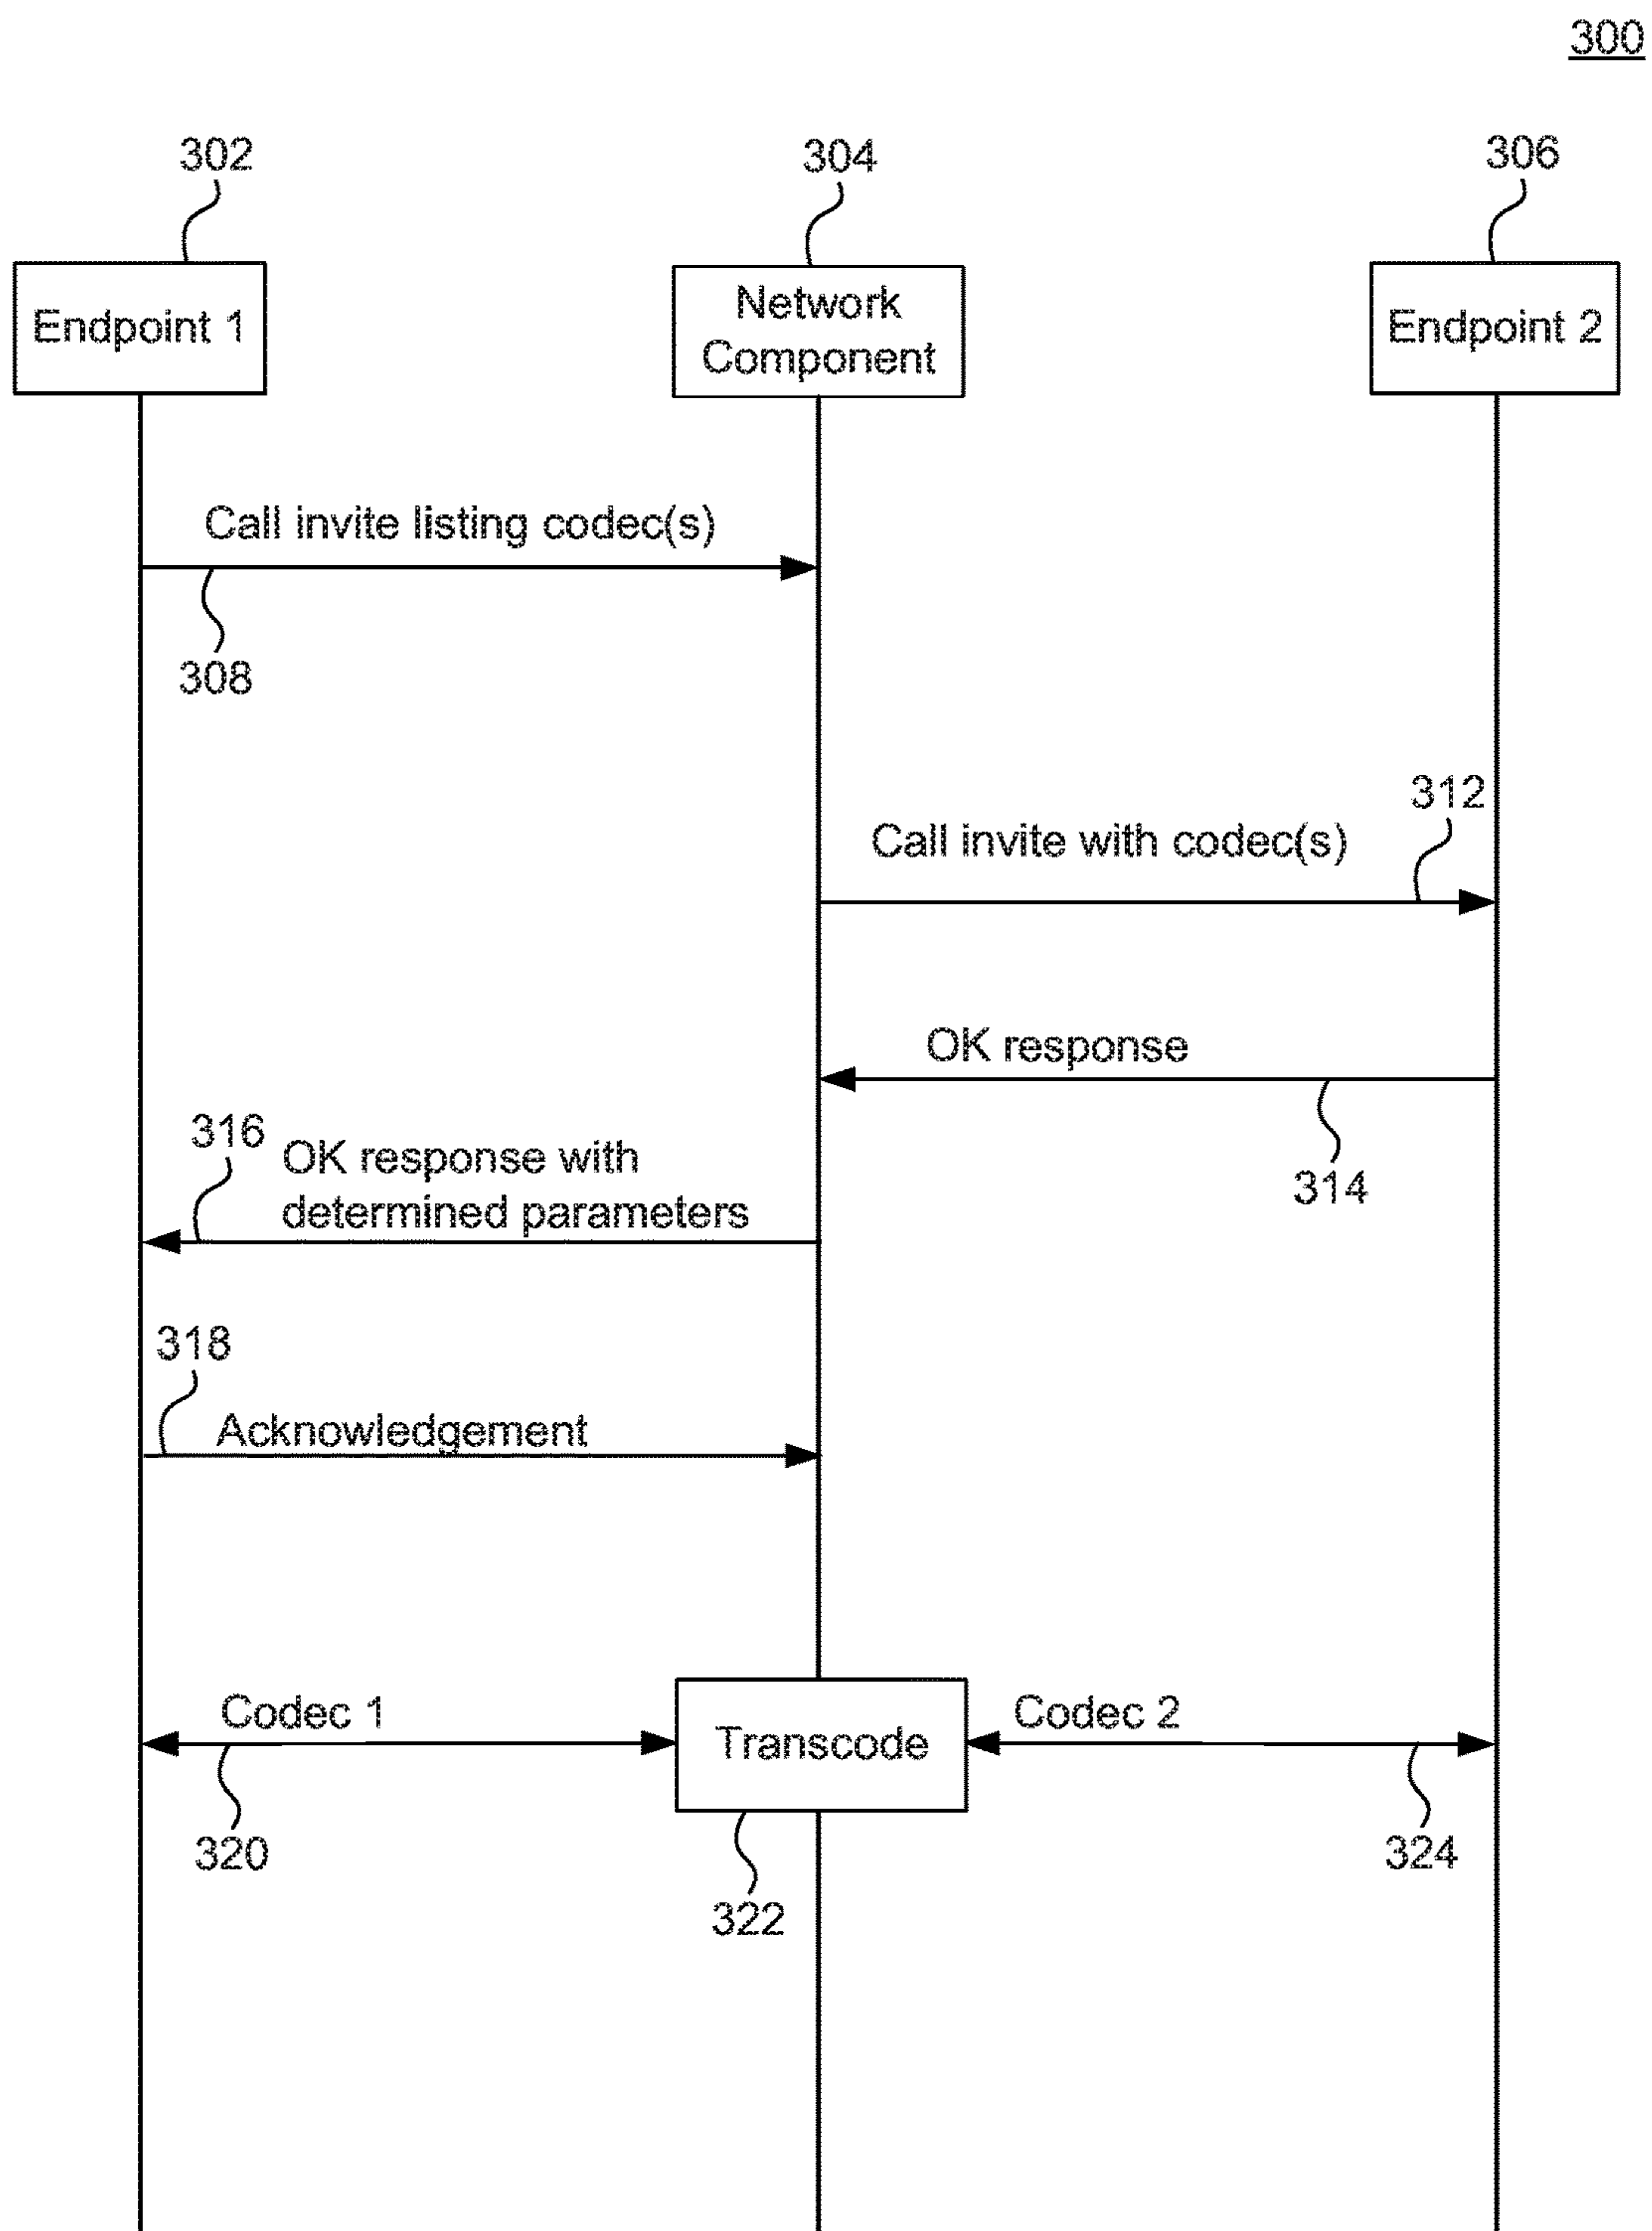 300
302
304
306
Endpoint 1
Network
Component
Endpoint 2
Call invite listing codec(s)
308
312
Call invite with codec(s)
OK response
314
316
OK response with
determined parameters
318
Acknowledgement
Codec 1
Transcode
Codec 2
320
322
324